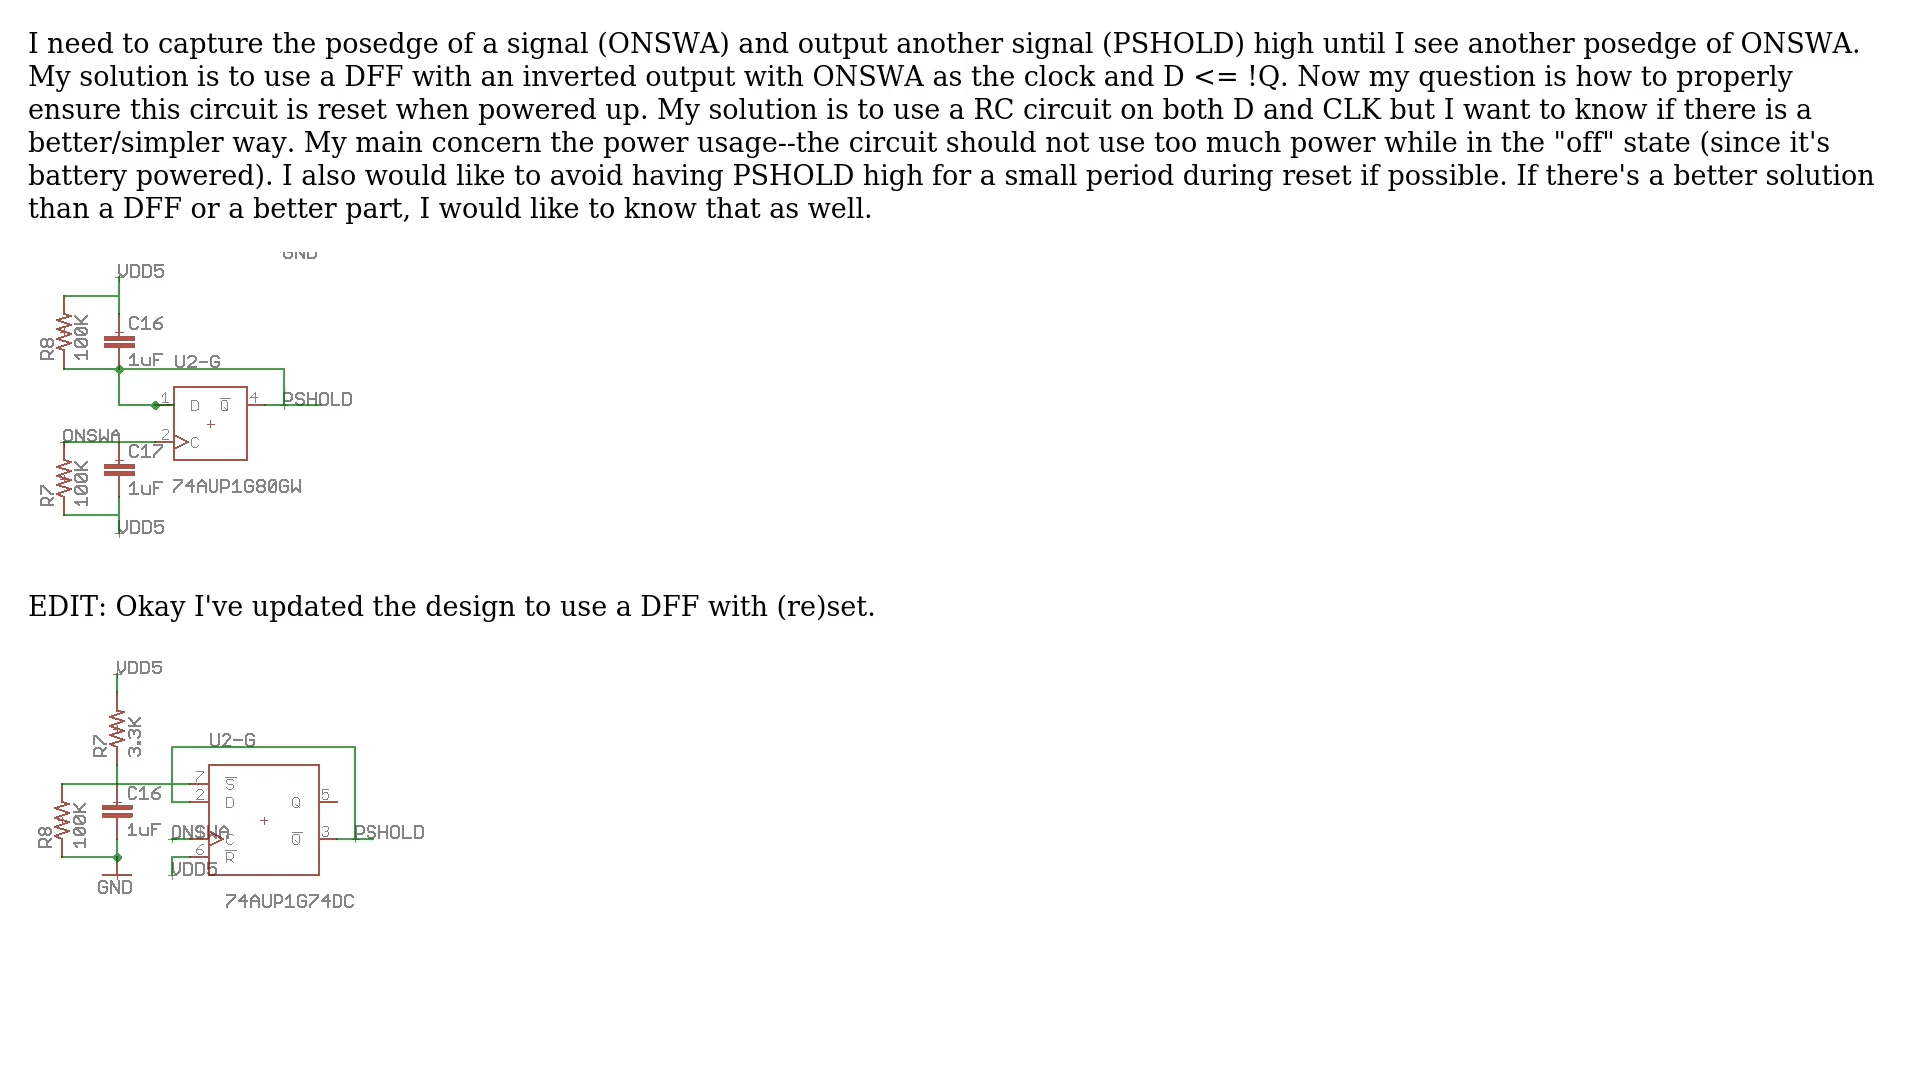 I need to capture the posedge of a signal (ONSWA) and output another signal (PSHOLD) high until I see another posedge of ONSWA.
My solution is to use a DFF with an inverted output with ONSWA as the clock and D <= !Q. Now my question is how to properly
ensure this circuit is reset when powered up. My solution is to use a RC circuit on both D and CLK but I want to know if there is a
better/simpler way. My main concern the power usage--the circuit should not use too much power while in the "off" state (since it's
battery powered). I also would like to avoid having PSHOLD high for a small period during reset if possible. If there's a better solution
than a DFF or a better part, I would like to know that as well.
GND
VDD5
R8
100K
C16
1uF
U2-G
1
D
Q
4
PSHOLD
ONSWA
2
C
R7
100K
C17
1uF
74AUP1G80GW
VDD5
EDIT: Okay I've updated the design to use a DFF with (re)set.
VDD5
R7
3.3K
U2-G
7
S
2
D
Q
5
C16
1uF
R8
100K
ONSWA
C
Q
3
PSHOLD
6
R
VDD5
GND
74AUP1G74DC